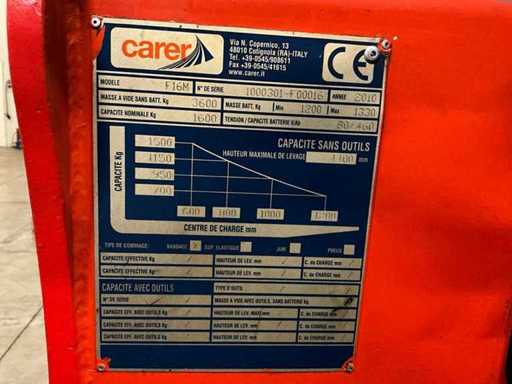 carer
Via N. Copernico, 13
48010 Cotignola (RA)-ITALY
Tel +39-0545/908611
Fax +39-0545/41615
www.carer.it
CE
MODELE F16M N° DE SÉRIE 1000301-F00016 ANNÉE 2010
MASSE A VIDE SANS BATT. Kg 3600 MASSE BATT. Kg Min 1200 Max 1330
CAPACITE NOMINALE Kg 1600 TENSION / CAPACITE BATTERIE V/Ah 80/460
CAPACITE SANS OUTILS
HAUTEUR MAXIMALE DE LEVAGE mm
CAPACITE Kg
1500
1150
950
700
600 800 1000 1200
CENTRE DE CHARGE mm
TYPE DE GOMMAGE: BANDAGE X SUP. ELASTIQUE JUM. PNEUS
CAPACITE EFFECTIVE Kg / HAUTEUR DE LEV. mm / C. de CHARGE mm /
CAPACITE EFFECTIVE Kg / HAUTEUR DE LEV. mm / C. de CHARGE mm /
CAPACITE AVEC OUTILS TYPE D'OUTIL /
N° DE SÉRIE / MASSE A VIDE AVEC OUTILS, SANS BATTERIE Kg /
CAPACITE EFF. AVEC OUTILS Kg / HAUTEUR DE LEV. MAXI mm / C. de CHARGE mm /
CAPACITE EFF. AVEC OUTILS Kg / HAUTEUR DE LEV. mm / C. de CHARGE mm /
CAPACITE EFF. AVEC OUTILS Kg / HAUTEUR DE LEV. mm / C. de CHARGE mm /